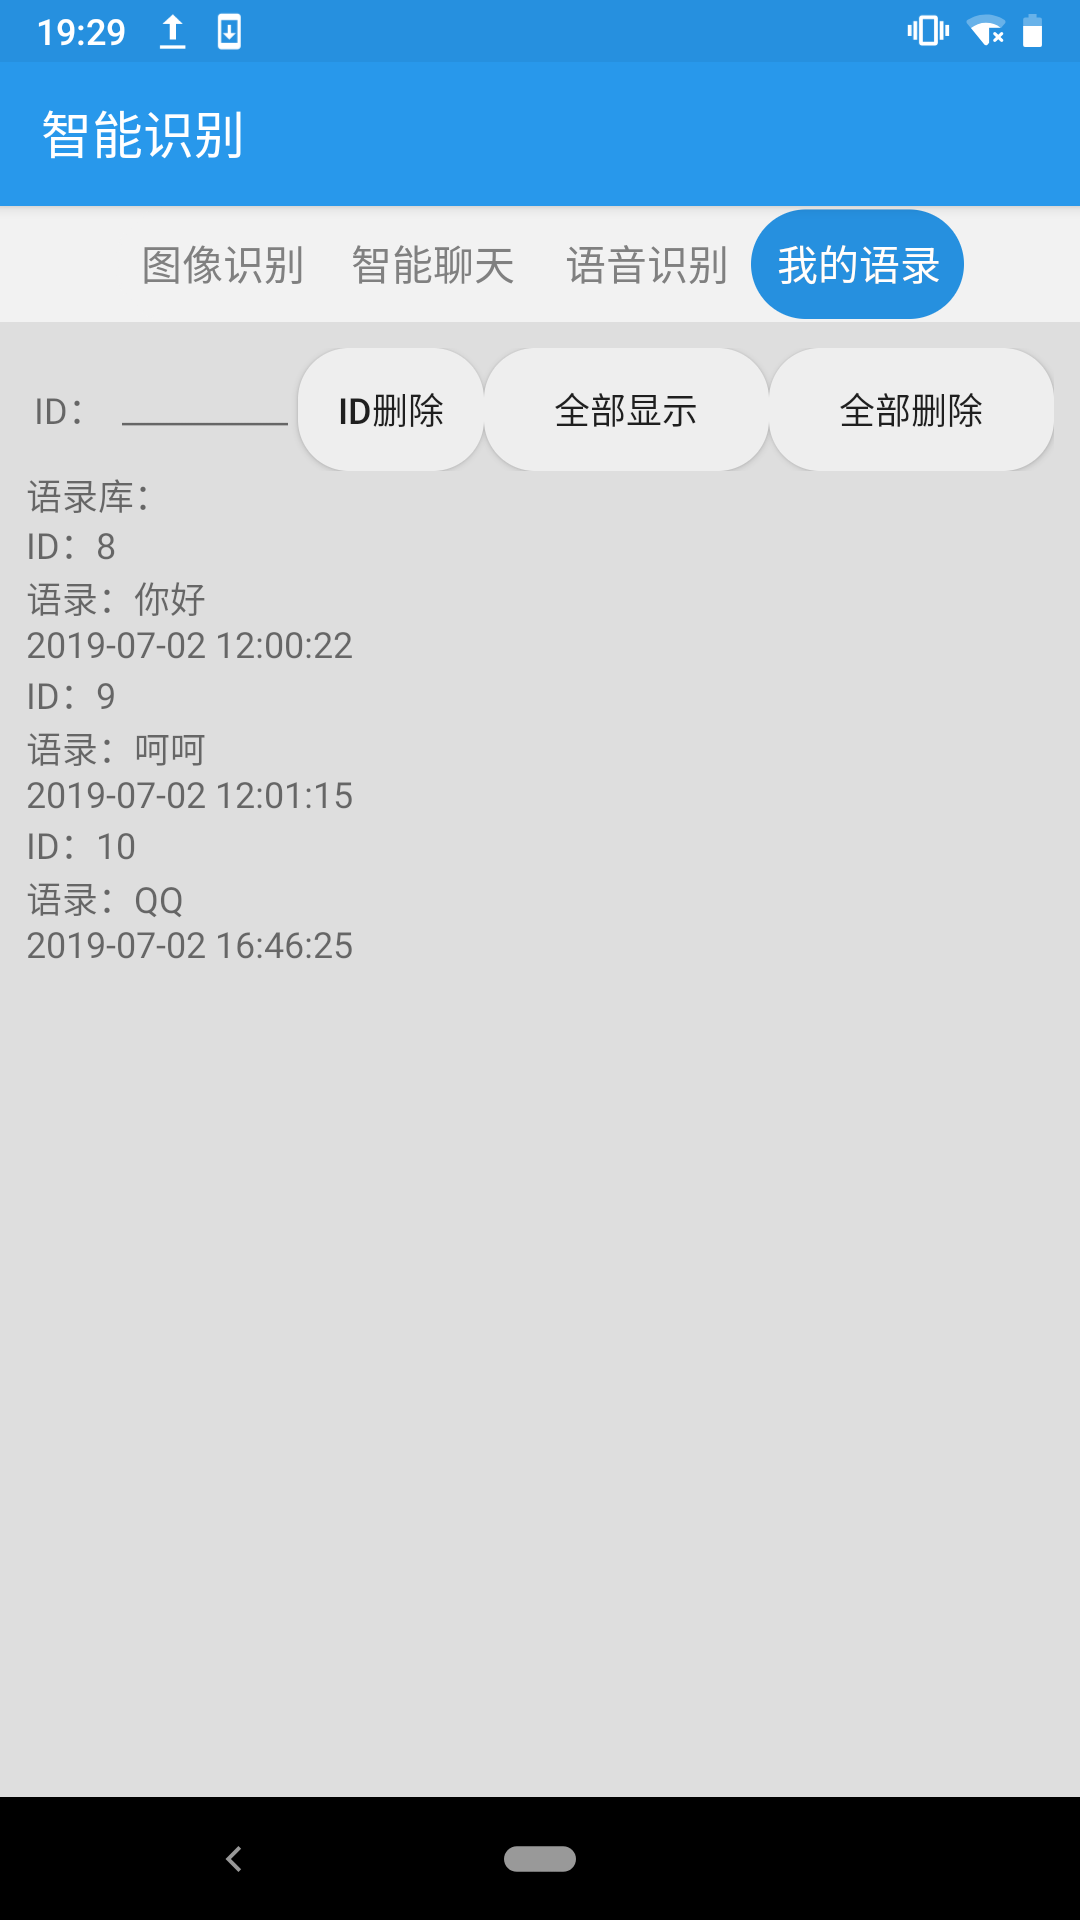 19:29
智能识别
图像识别 智能聊天 语音识别 我的语录
ID： ID删除 全部显示 全部删除
语录库：
ID：8
语录：你好
2019-07-02 12:00:22
ID：9
语录：呵呵
2019-07-02 12:01:15
ID：10
语录：QQ
2019-07-02 16:46:25